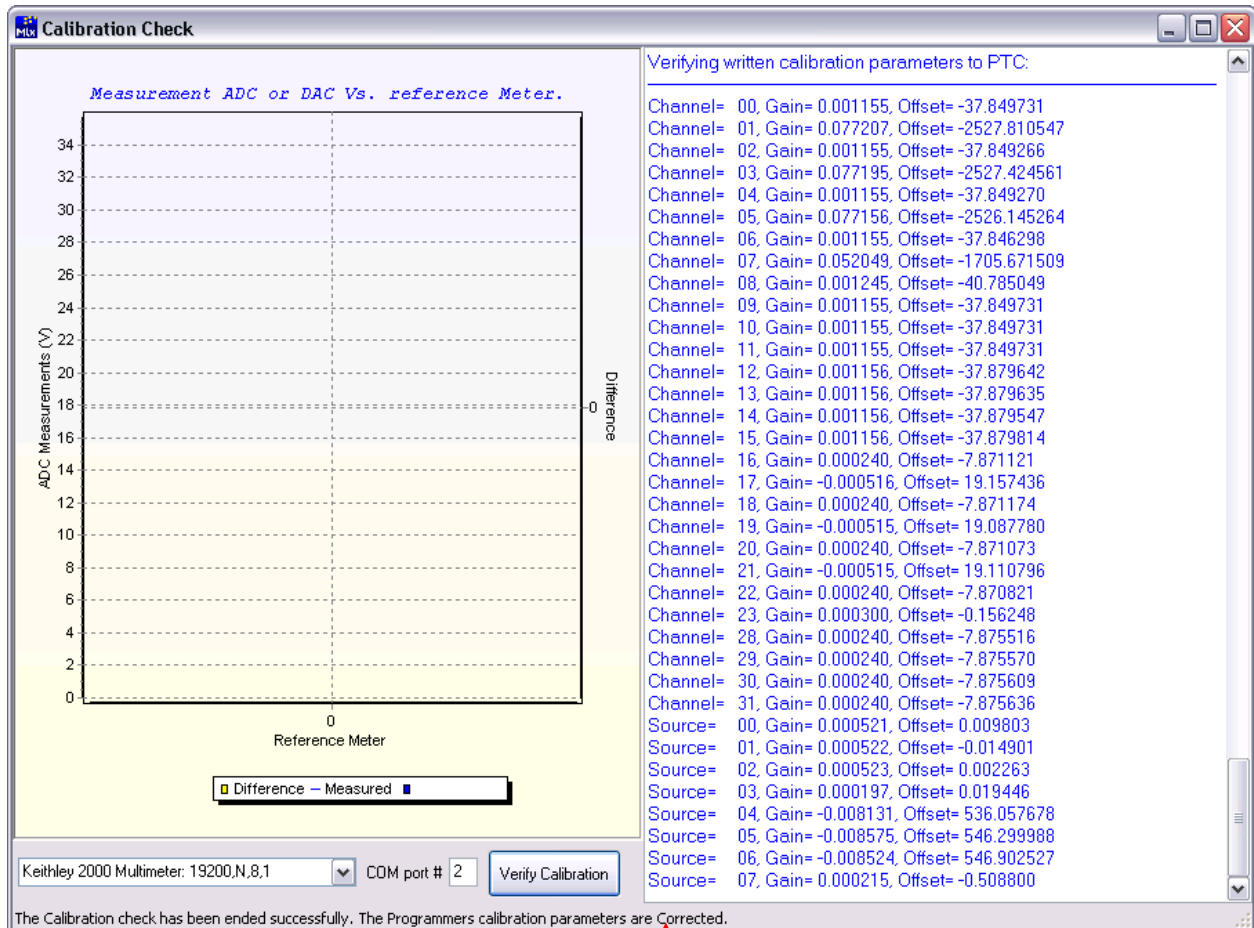 Mlx
Calibration Check
Measurement ADC or DAC Vs. reference Meter.
34
32
30
28
26
24
22
20
18
16
14
12
10
8
6
4
2
0
ADC Measurements (V)
0
Difference
0
Reference Meter
Difference
Measured
Keithley 2000 Multimeter: 19200,N,8,1
COM port # 2
Verify Calibration
Verifying written calibration parameters to PTC:
Channel= 00, Gain= 0.001155, Offset= -37.849731
Channel= 01, Gain= 0.077207, Offset= -2527.810547
Channel= 02, Gain= 0.001155, Offset= -37.849266
Channel= 03, Gain= 0.077195, Offset= -2527.424561
Channel= 04, Gain= 0.001155, Offset= -37.849270
Channel= 05, Gain= 0.077156, Offset= -2526.145264
Channel= 06, Gain= 0.001155, Offset= -37.846298
Channel= 07, Gain= 0.052049, Offset= -1705.671509
Channel= 08, Gain= 0.001245, Offset= -40.785049
Channel= 09, Gain= 0.001155, Offset= -37.849731
Channel= 10, Gain= 0.001155, Offset= -37.849731
Channel= 11, Gain= 0.001155, Offset= -37.849731
Channel= 12, Gain= 0.001156, Offset= -37.879642
Channel= 13, Gain= 0.001156, Offset= -37.879635
Channel= 14, Gain= 0.001156, Offset= -37.879547
Channel= 15, Gain= 0.001156, Offset= -37.879814
Channel= 16, Gain= 0.000240, Offset= -7.871121
Channel= 17, Gain= -0.000516, Offset= 19.157436
Channel= 18, Gain= 0.000240, Offset= -7.871174
Channel= 19, Gain= -0.000515, Offset= 19.087780
Channel= 20, Gain= 0.000240, Offset= -7.871073
Channel= 21, Gain= -0.000515, Offset= 19.110796
Channel= 22, Gain= 0.000240, Offset= -7.870821
Channel= 23, Gain= 0.000300, Offset= -0.156248
Channel= 28, Gain= 0.000240, Offset= -7.875516
Channel= 29, Gain= 0.000240, Offset= -7.875570
Channel= 30, Gain= 0.000240, Offset= -7.875609
Channel= 31, Gain= 0.000240, Offset= -7.875636
Source= 00, Gain= 0.000521, Offset= 0.009803
Source= 01, Gain= 0.000522, Offset= -0.014901
Source= 02, Gain= 0.000523, Offset= 0.002263
Source= 03, Gain= 0.000197, Offset= 0.019446
Source= 04, Gain= -0.008131, Offset= 536.057678
Source= 05, Gain= -0.008575, Offset= 546.299988
Source= 06, Gain= -0.008524, Offset= 546.902527
Source= 07, Gain= 0.000215, Offset= -0.508800
The Calibration check has been ended successfully. The Programmers calibration parameters are Corrected.